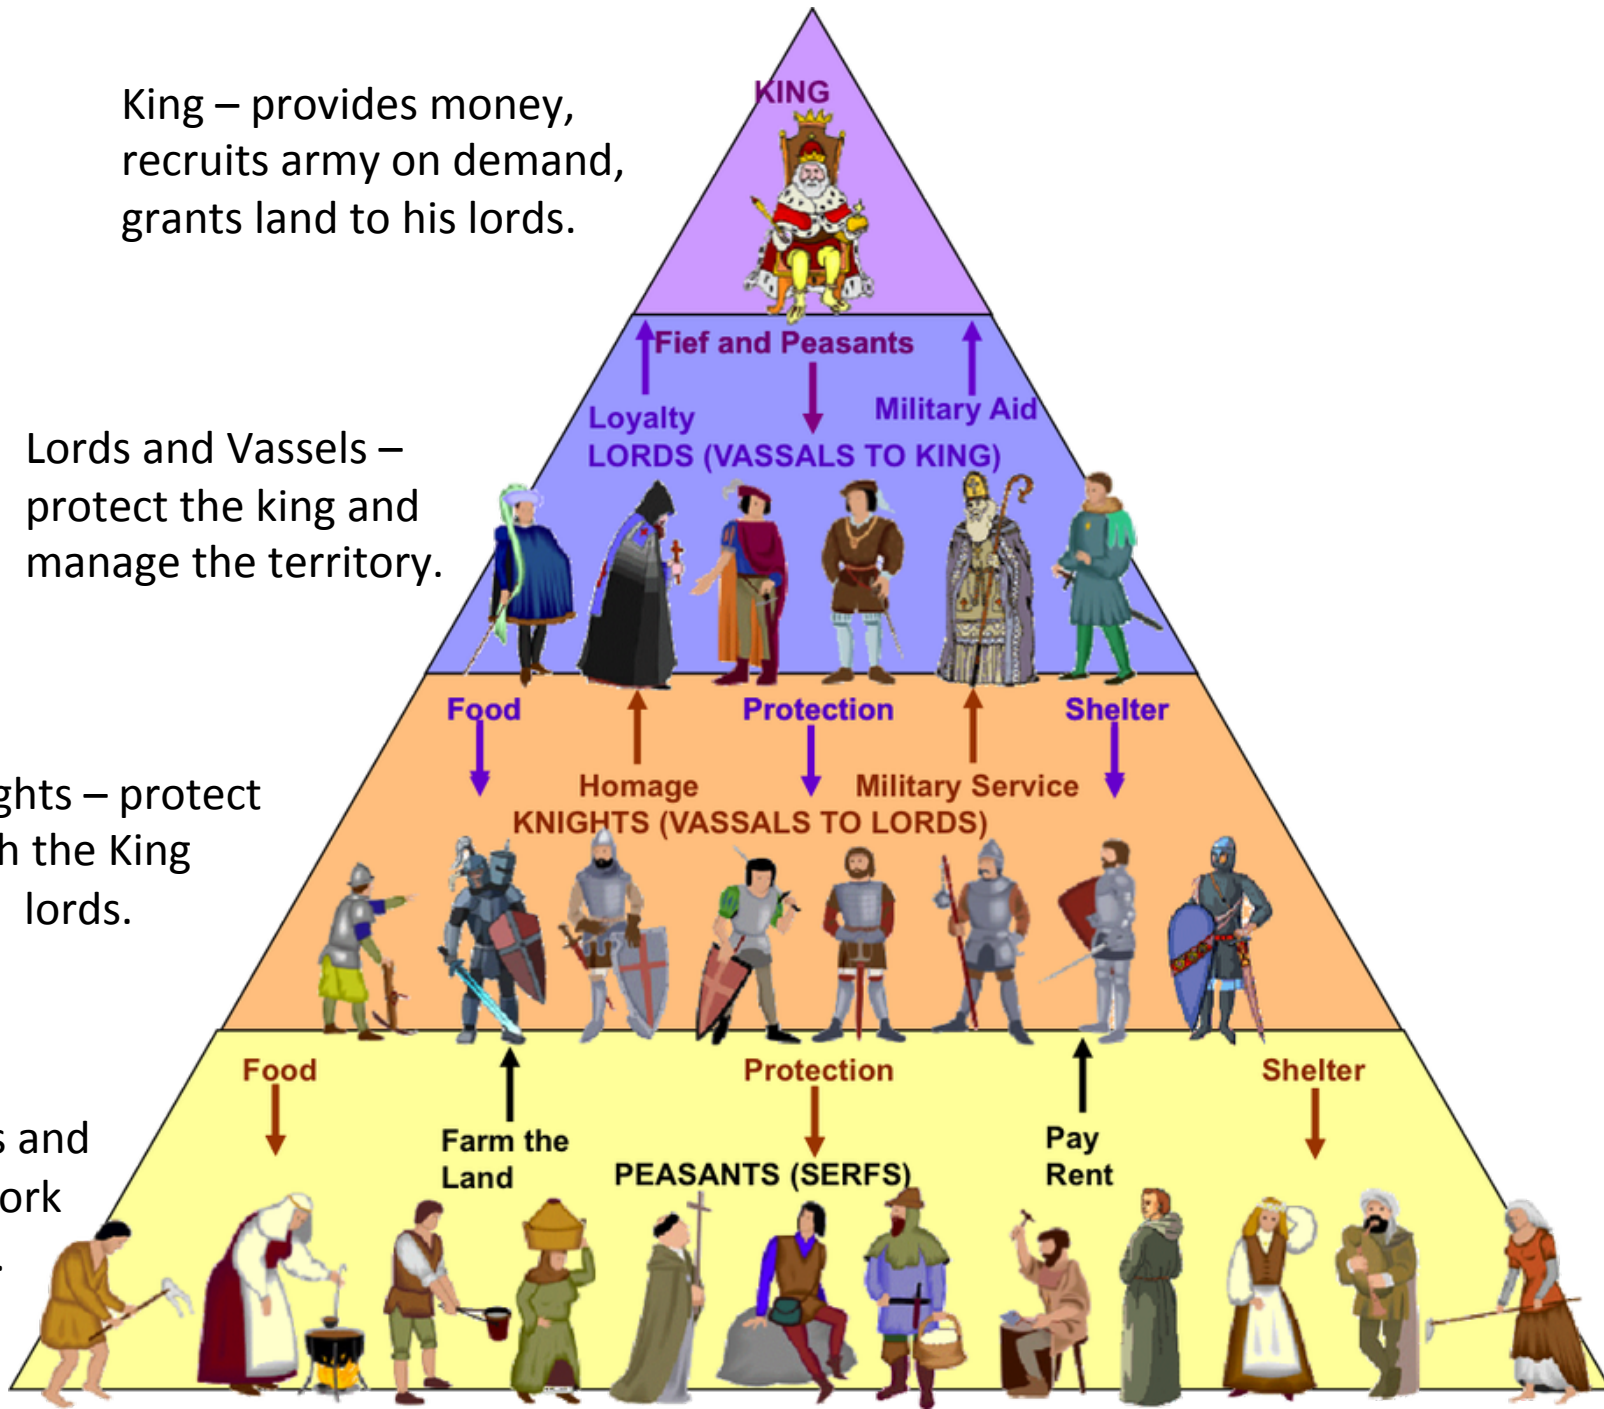 KING
King – provides money,
recruits army on demand,
grants land to his lords.
Fief and Peasants
Loyalty
Military Aid
LORDS (VASSALS TO KING)
Lords and Vassels –
protect the king and
manage the territory.
Food
Protection
Shelter
Homage
Military Service
KNIGHTS (VASSALS TO LORDS)
ghts – protect
h the King
lords.
Food
Protection
Shelter
Farm the
Land
Pay
Rent
PEASANTS (SERFS)
s and
ork
.